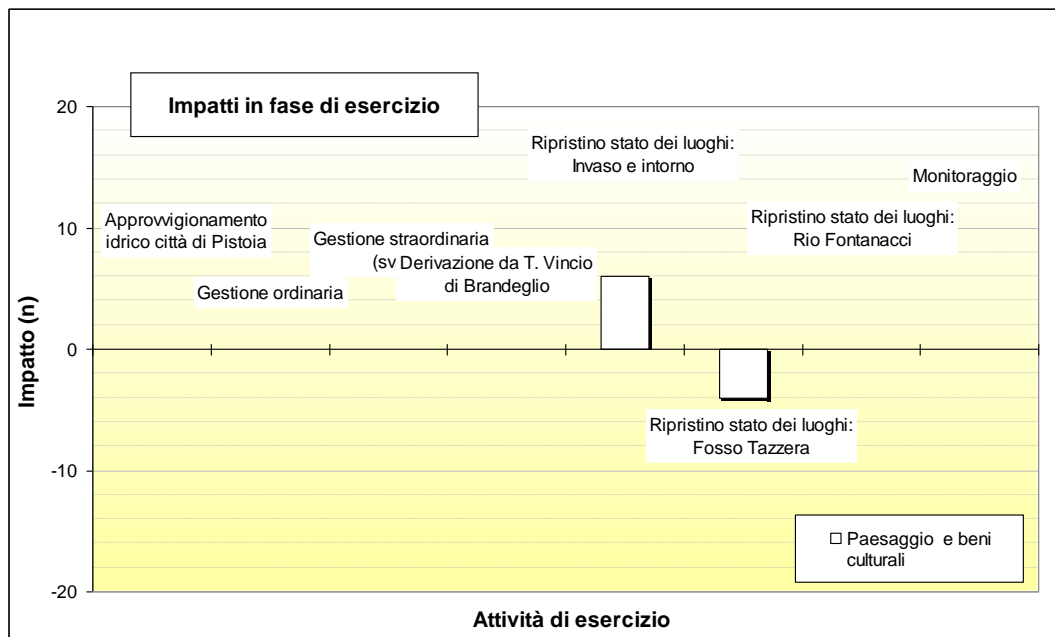 Impatti in fase di esercizio
Impatto (n)
20
10
0
-10
-20
Approvvigionamento
idrico città di Pistoia
Gestione ordinaria
Gestione straordinaria
(sv
Derivazione da T. Vincio
di Brandeglio
Ripristino stato dei luoghi:
Invaso e intorno
Ripristino stato dei luoghi:
Fosso Tazzera
Ripristino stato dei luoghi:
Rio Fontanacci
Monitoraggio
Paesaggio e beni
culturali
Attività di esercizio